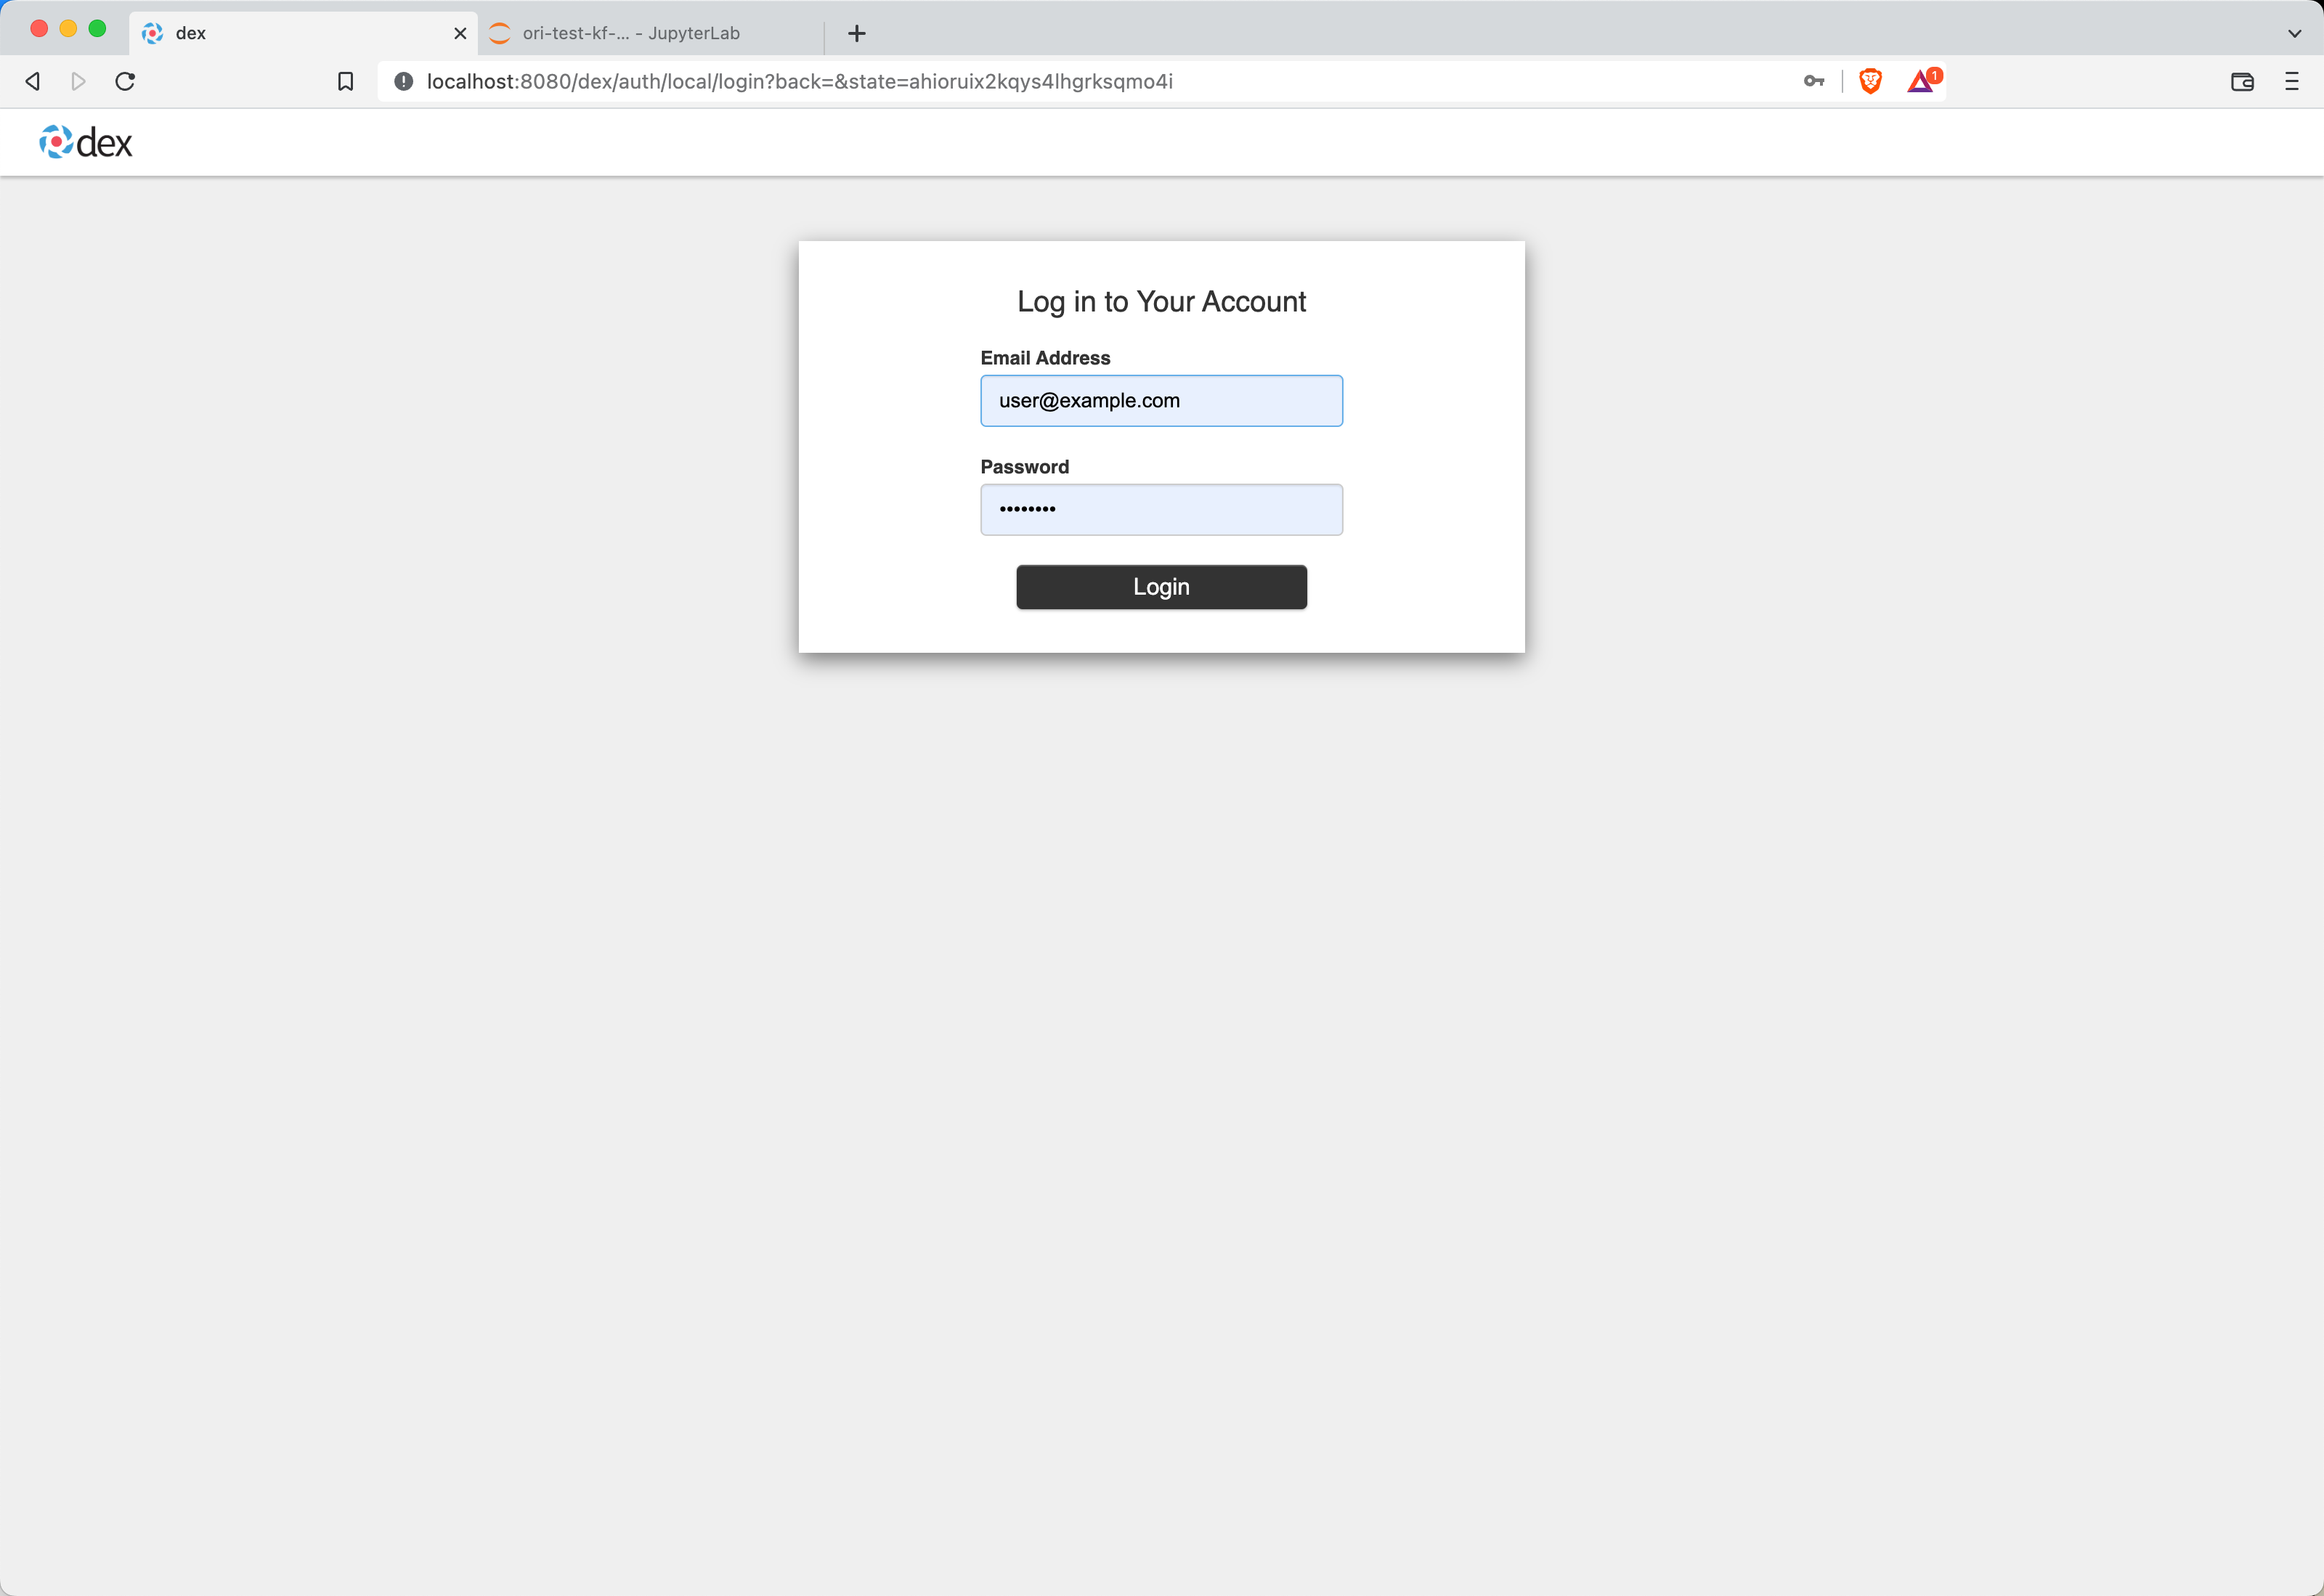 dex
ori-test-kf-... - JupyterLab
localhost:8080/dex/auth/local/login?back=&state=ahioruix2kqys4lhgrksqmo4i
1
dex
Log in to Your Account
Email Address
user@example.com
Password
••••••••
Login